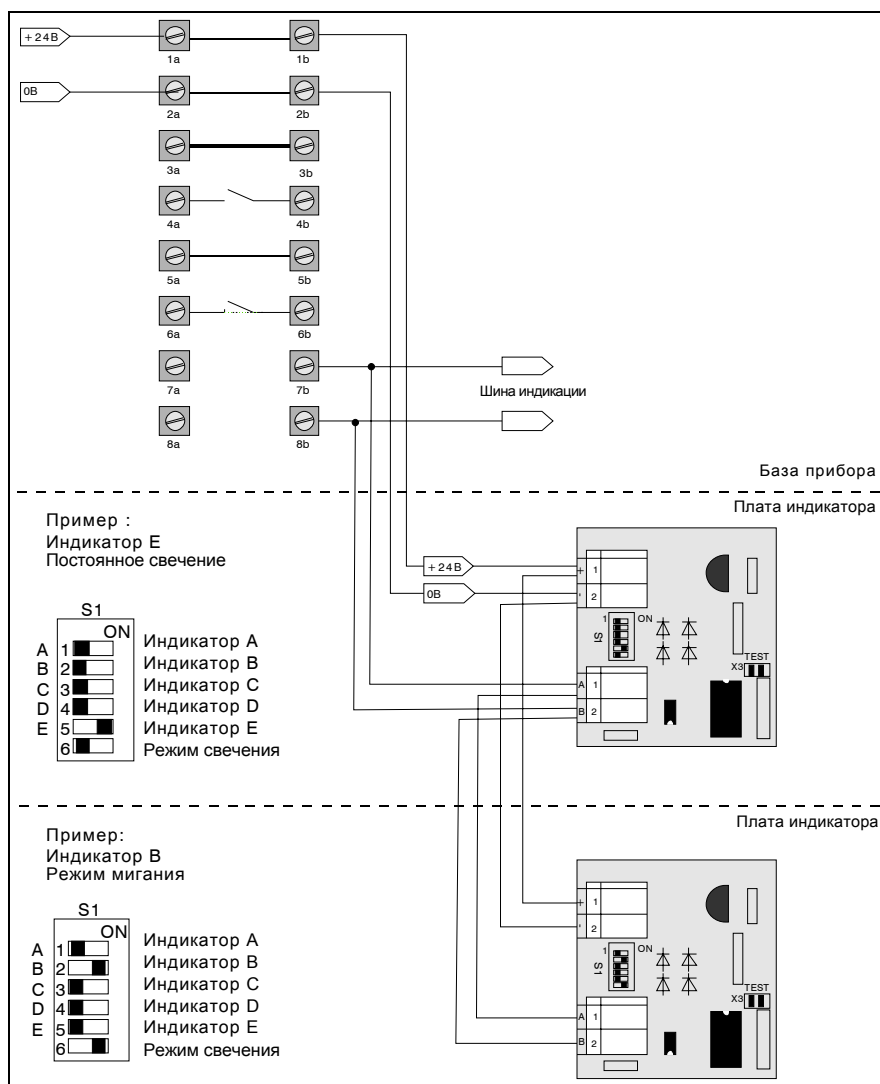 +24В
1a 1b
0В
2a 2b
3a 3b
4a 4b
5a 5b
6a 6b
7a 7b
Шина индикации
8a 8b
База прибора
Плата индикатора
Пример :
Индикатор Е
Постоянное свечение
S1
ON
A 1 Индикатор A
B 2 Индикатор B
C 3 Индикатор C
D 4 Индикатор D
E 5 Индикатор E
6 Режим свечения
+24В
0В
+ 1
- 2
1 ON
S1
TEST
X3
A 1
B 2
Плата индикатора
Пример:
Индикатор B
Режим мигания
S1
ON
A 1 Индикатор A
B 2 Индикатор B
C 3 Индикатор C
D 4 Индикатор D
E 5 Индикатор E
6 Режим свечения
+ 1
- 2
1 ON
S1
TEST
X3
A 1
B 2